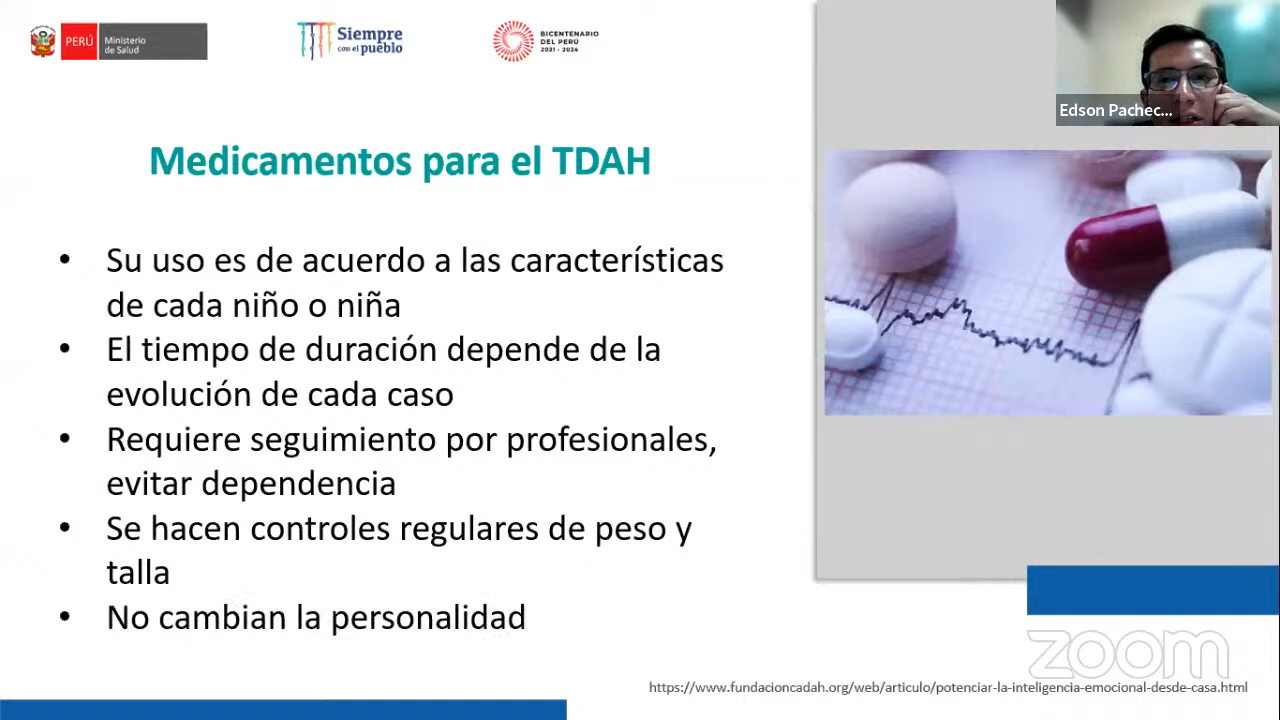 PERÚ
Ministerio
de Salud
Siempre
con el pueblo
BICENTENARIO
DEL PERÚ
2021 - 2024
Edson Pachec...
Medicamentos para el TDAH
• Su uso es de acuerdo a las características
de cada niño o niña
• El tiempo de duración depende de la
evolución de cada caso
• Requiere seguimiento por profesionales,
evitar dependencia
• Se hacen controles regulares de peso y
talla
• No cambian la personalidad
zoom
https://www.fundacioncadah.org/web/articulo/potenciar-la-inteligencia-emocional-desde-casa.html